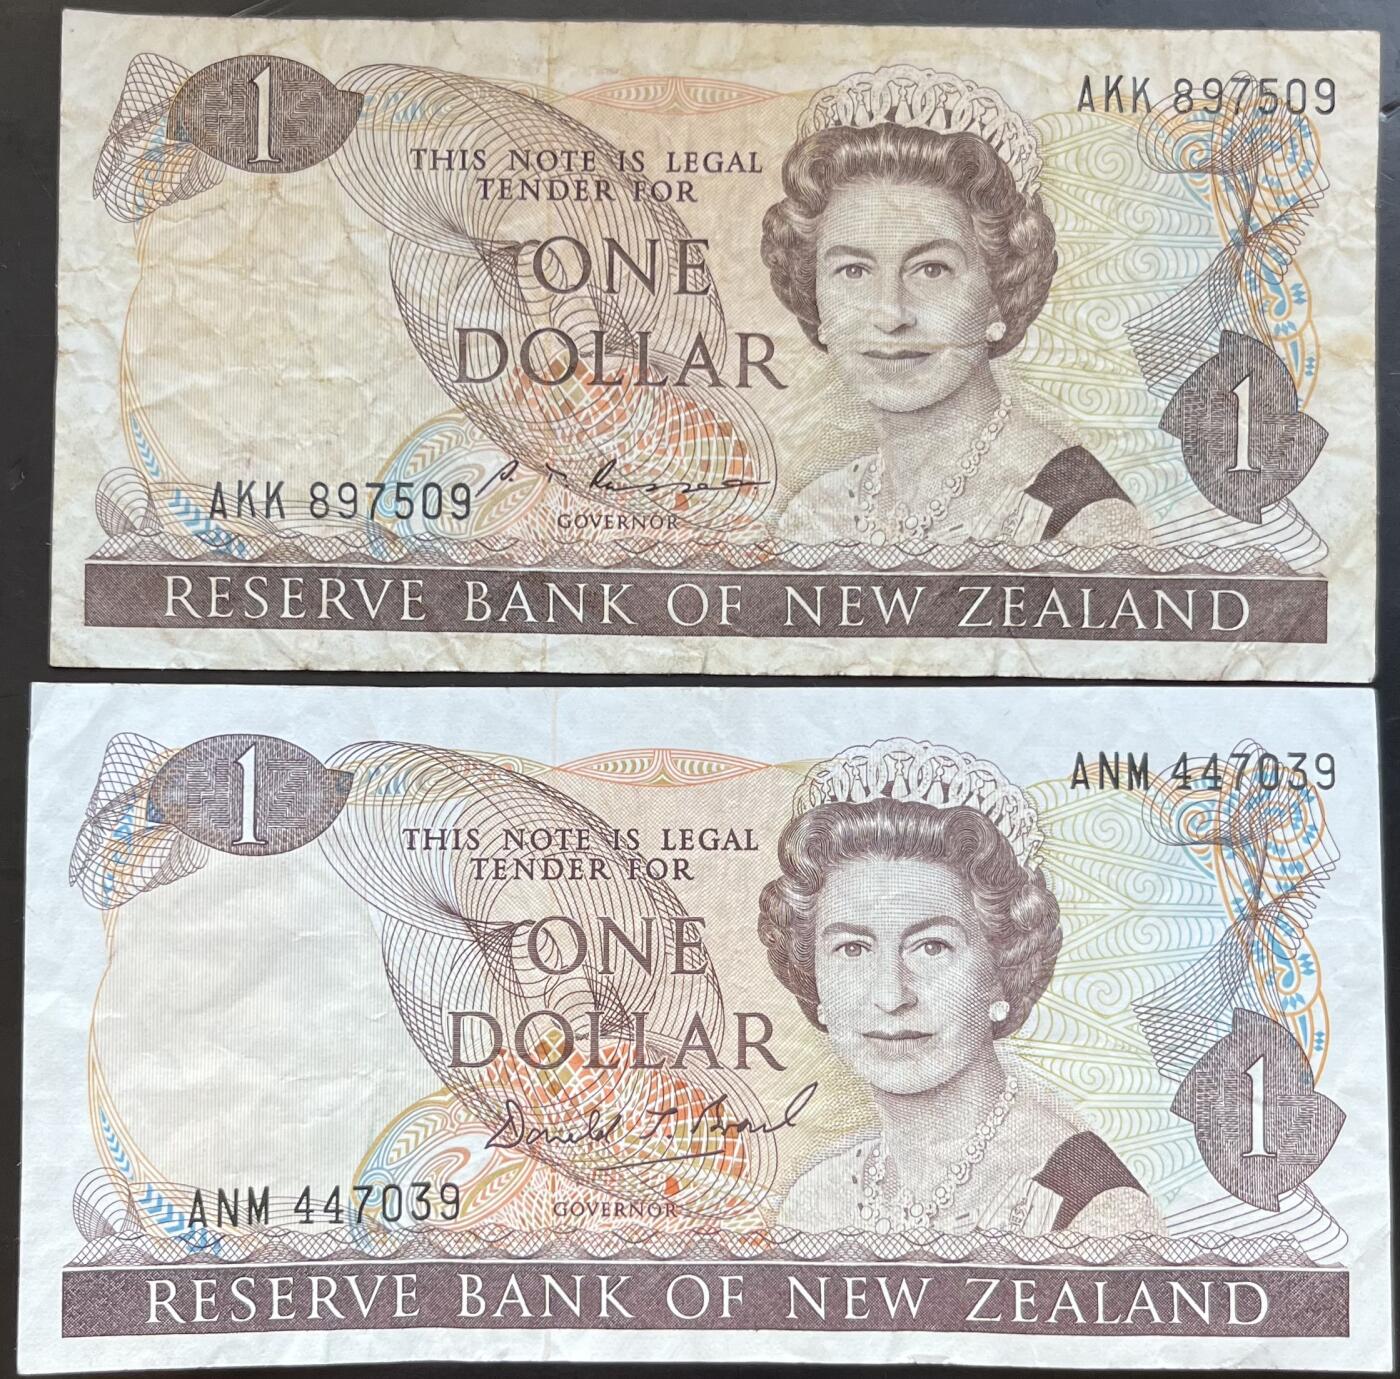 1
AKK 897509
THIS NOTE IS LEGAL
TENDER FOR
ONE
DOLLAR
1
AKK 897509
GOVERNOR
RESERVE BANK OF NEW ZEALAND
1
ANM 447039
THIS NOTE IS LEGAL
TENDER FOR
ONE
DOLLAR
1
Donald T. Brash
ANM 447039
GOVERNOR
RESERVE BANK OF NEW ZEALAND